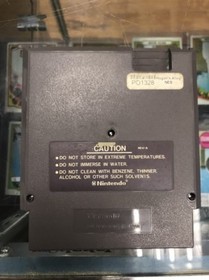 PD1328
CAUTION
• DO NOT STORE IN EXTREME TEMPERATURES.
• DO NOT IMMERSE IN WATER.
• DO NOT CLEAN WITH BENZENE, THINNER,
ALCOHOL OR OTHER SUCH SOLVENTS.
Nintendo